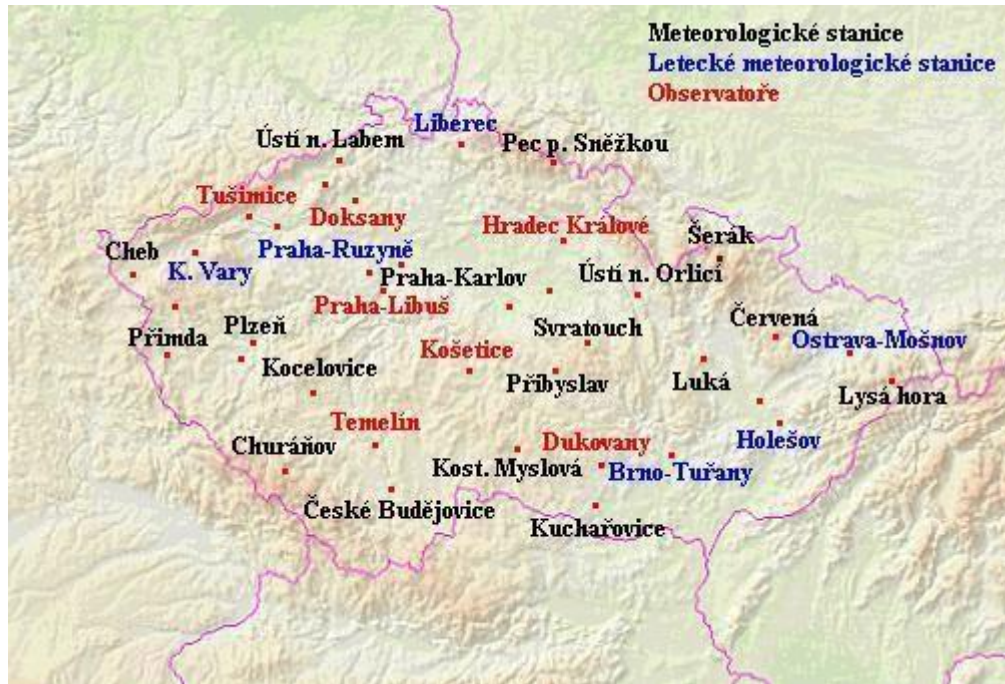 Meteorologické stanice
Letecké meteorologické stanice
Observatoře
Liberec
Ústí n. Labem
Pec p. Sněžkou
Tušimice
Doksany
Hradec Králové
Šerák
Cheb
K. Vary
Praha-Ruzyně
Praha-Karlov
Ústí n. Orlicí
Praha-Libuš
Přimda
Plzeň
Svratouch
Červená
Ostrava-Mošnov
Košetice
Kocelovice
Přibyslav
Luká
Lysá hora
Temelín
Churáňov
Dukovany
Holešov
Kost. Myslová
Brno-Tuřany
České Budějovice
Kuchařovice